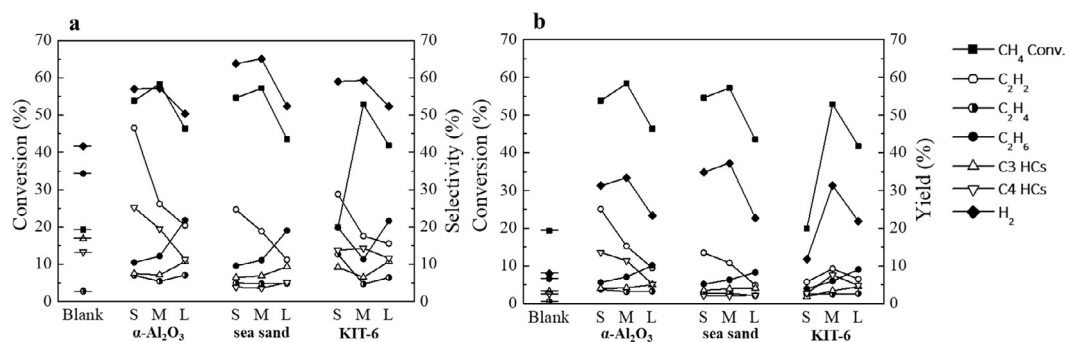 a
Conversion (%)
70
60
50
40
30
20
10
0
70
60
50
40
30
20
10
0
Selectivity (%)
Blank
S M L
S M L
S M L
α-Al₂O₃
sea sand
KIT-6
b
Conversion (%)
70
60
50
40
30
20
10
0
70
60
50
40
30
20
10
0
Yield (%)
Blank
S M L
S M L
S M L
α-Al₂O₃
sea sand
KIT-6
CH₄ Conv.
C₂H₂
C₂H₄
C₂H₆
C3 HCs
C4 HCs
H₂